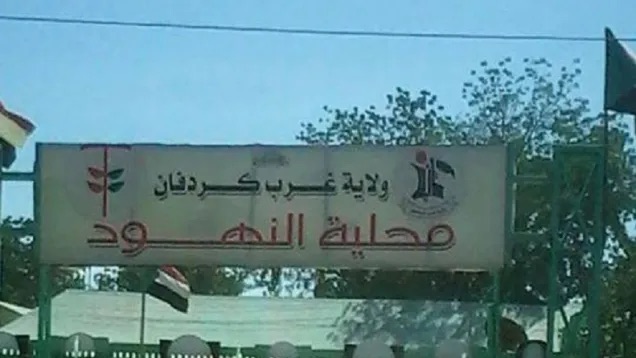 ولاية غرب كردفان
محلية النهود